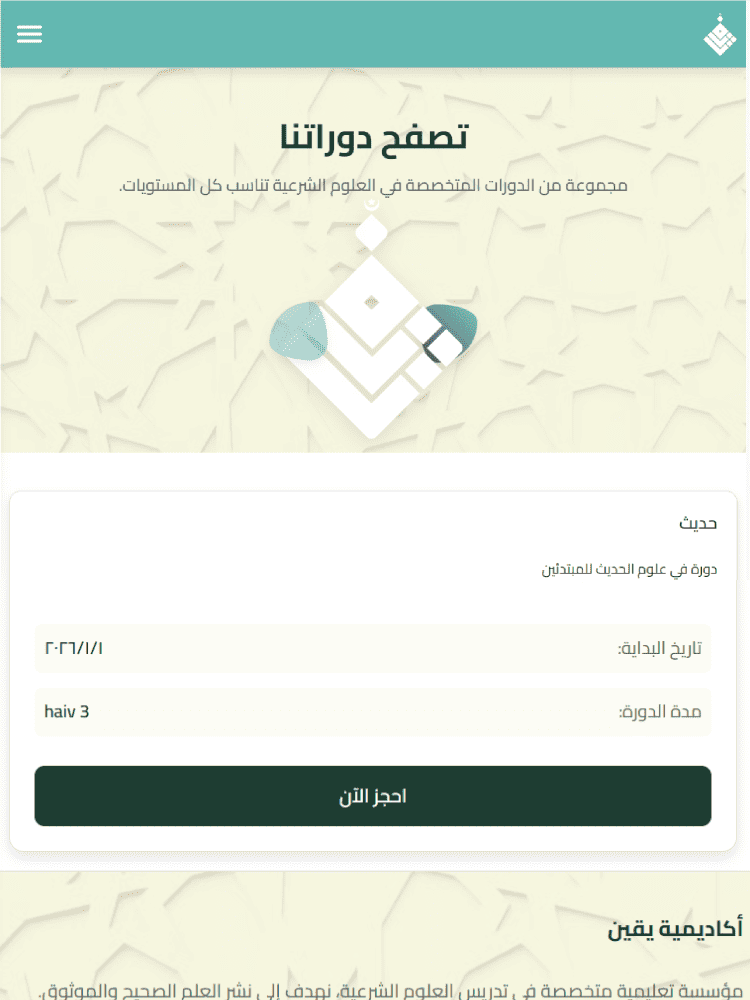 تصفح دوراتنا
مجموعة من الدورات المتخصصة في العلوم الشرعية تناسب كل المستويات.
حديث
دورة في علوم الحديث للمبتدئين
تاريخ البداية: ٢٠٢٦/١/١
مدة الدورة: 3 haiv
احجز الآن
أكاديمية يقين
مؤسسة تعليمية متخصصة في تدريس العلوم الشرعية، نهدف إلى نشر العلم الصحيح والموثوق.